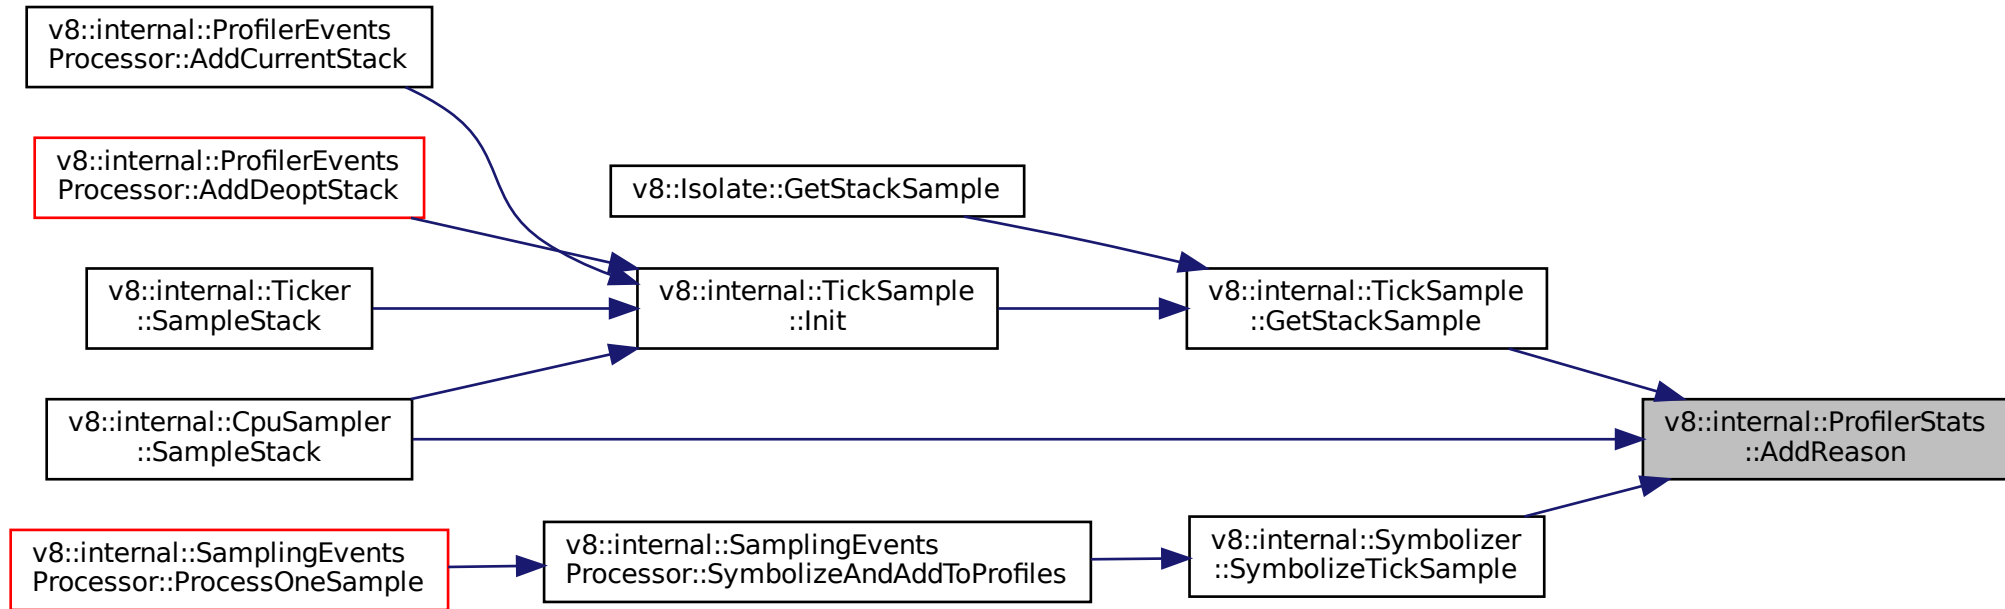 v8::internal::ProfilerEvents
Processor::AddCurrentStack
v8::internal::ProfilerEvents
Processor::AddDeoptStack
v8::internal::Ticker
::SampleStack
v8::internal::CpuSampler
::SampleStack
v8::internal::SamplingEvents
Processor::ProcessOneSample
v8::Isolate::GetStackSample
v8::internal::TickSample
::Init
v8::internal::SamplingEvents
Processor::SymbolizeAndAddToProfiles
v8::internal::TickSample
::GetStackSample
v8::internal::Symbolizer
::SymbolizeTickSample
v8::internal::ProfilerStats
::AddReason